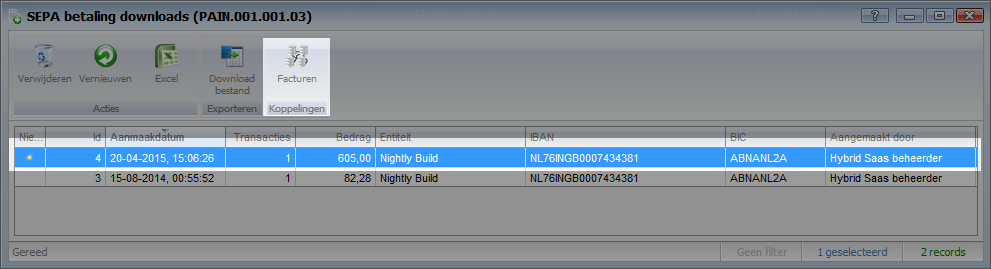 SEPA betaling downloads (PAIN.001.001.03)
Verwijderen Vernieuwen Excel Download bestand Facturen
Acties Exporteren Koppelingen
Nie... Id Aanmaakdatum Transacties Bedrag Entiteit IBAN BIC Aangemaakt door
4 20-04-2015, 15:06:26 1 605,00 Nightly Build NL76INGB0007434381 ABNANL2A Hybrid Saas beheerder
3 15-08-2014, 00:55:52 1 82,28 Nightly Build NL76INGB0007434381 ABNANL2A Hybrid Saas beheerder
Gereed Geen filter 1 geselecteerd 2 records